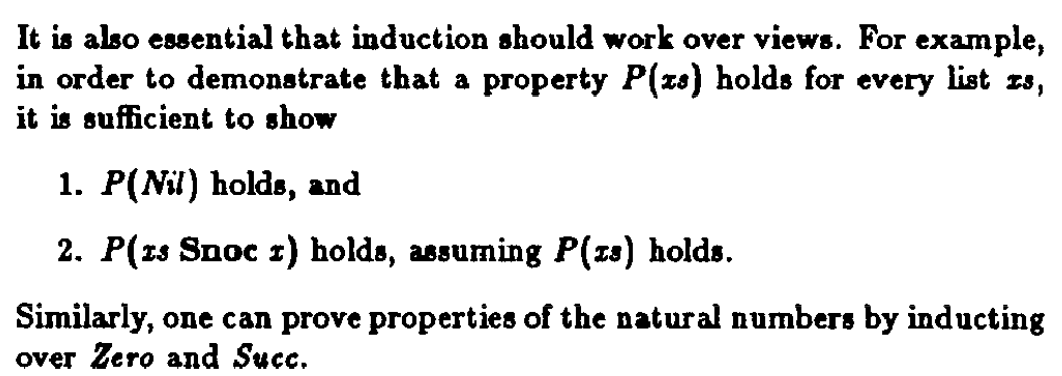 It is also essential that induction should work over views. For example,
in order to demonstrate that a property P(xs) holds for every list xs,
it is sufficient to show
1. P(Nil) holds, and
2. P(xs Snoc x) holds, assuming P(xs) holds.
Similarly, one can prove properties of the natural numbers by inducting
over Zero and Succ.